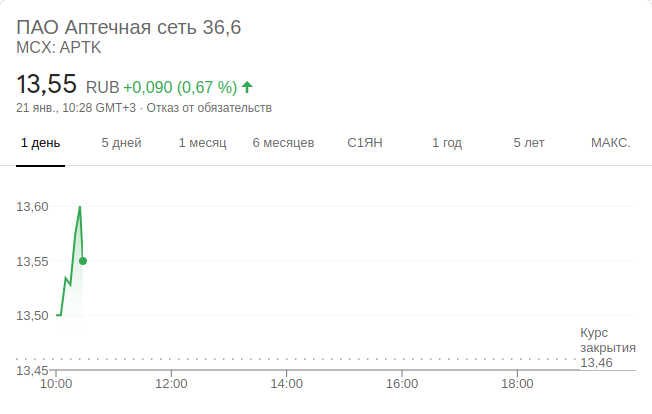 ПАО Аптечная сеть 36,6
MCX: APTK
13,55 RUB +0,090 (0,67 %)
21 янв., 10:28 GMT+3 · Отказ от обязательств
1 день 5 дней 1 месяц 6 месяцев С1ЯН 1 год 5 лет МАКС.
13,60
13,55
13,50
Курс
закрытия
13,46
13,45
10:00 12:00 14:00 16:00 18:00